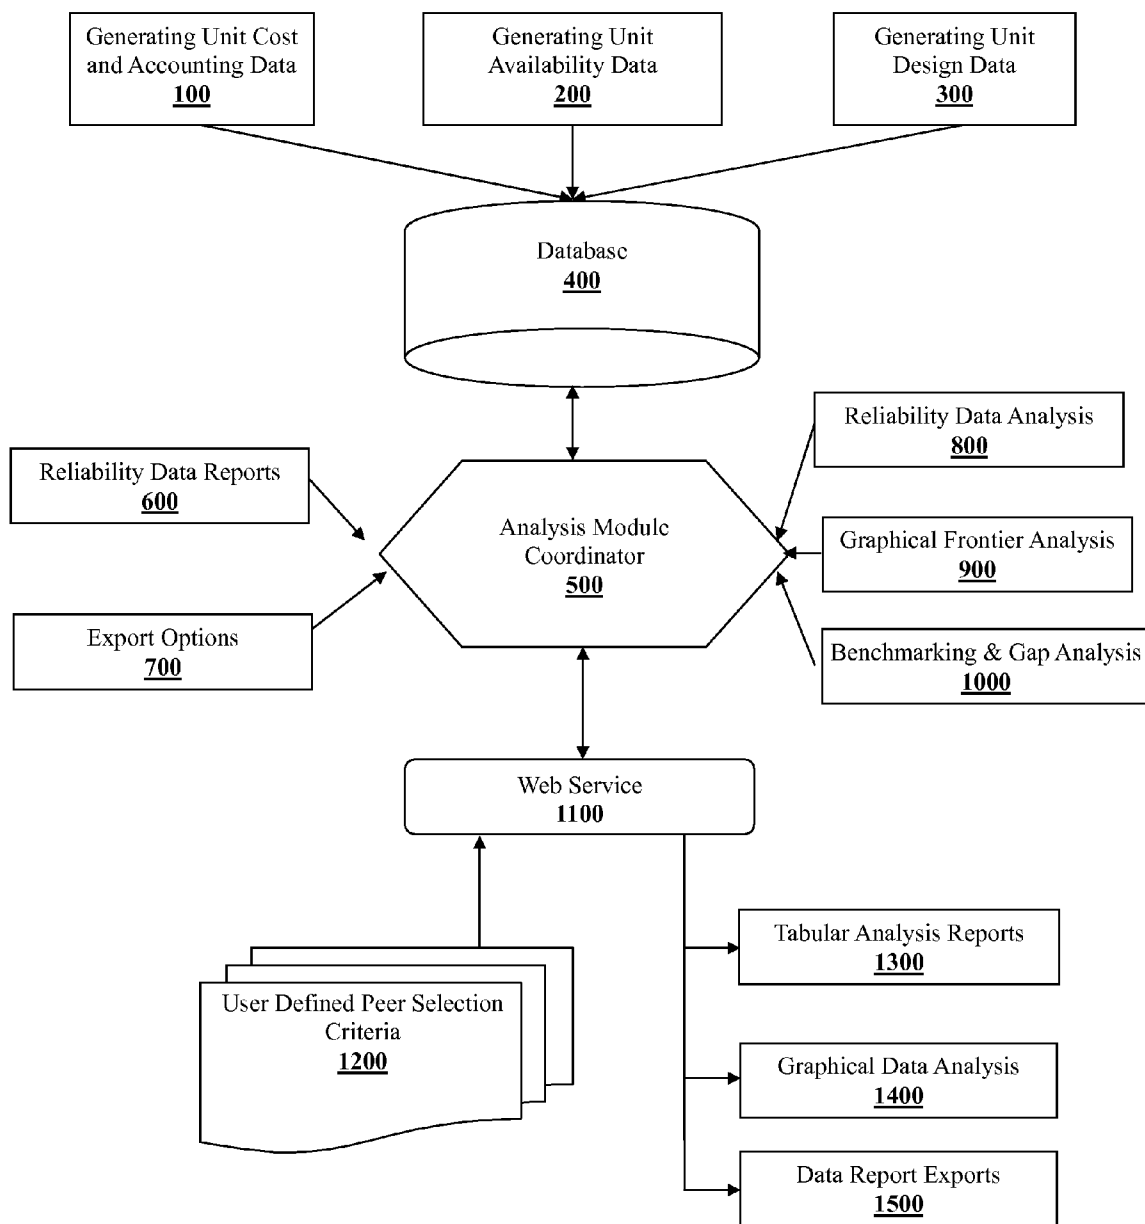 Generating Unit Cost
and Accounting Data
100
Generating Unit
Availability Data
200
Generating Unit
Design Data
300
Database
400
Reliability Data Reports
600
Export Options
700
Analysis Module
Coordinator
500
Reliability Data Analysis
800
Graphical Frontier Analysis
900
Benchmarking & Gap Analysis
1000
Web Service
1100
User Defined Peer Selection
Criteria
1200
Tabular Analysis Reports
1300
Graphical Data Analysis
1400
Data Report Exports
1500